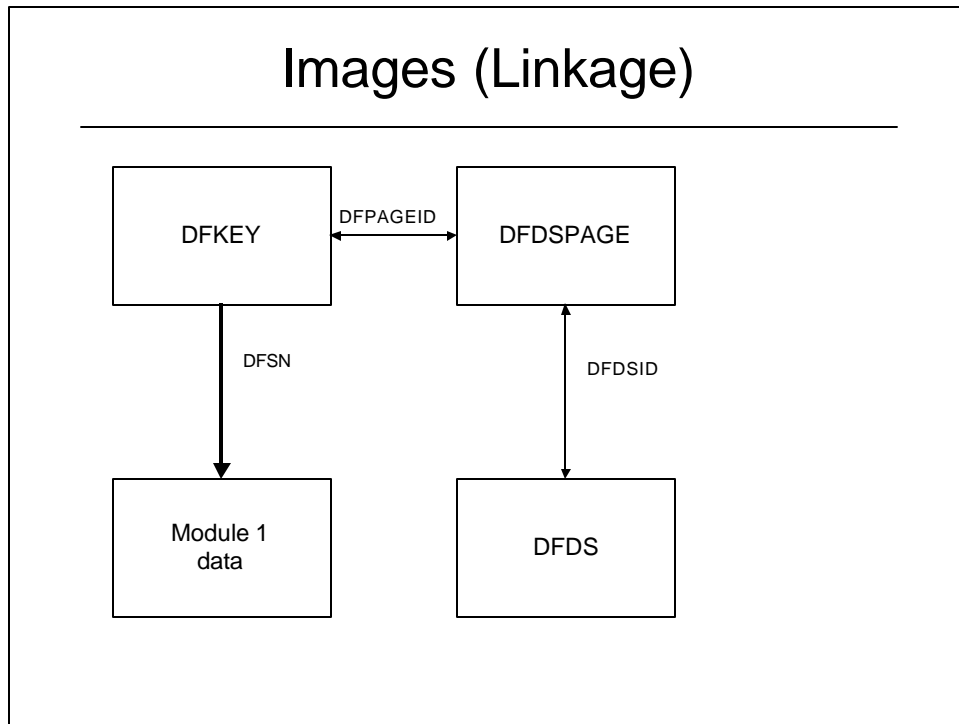 Images (Linkage)
DFKEY
DFPAGEID
DFDSPAGE
DFSN
DFDSID
Module 1
data
DFDS